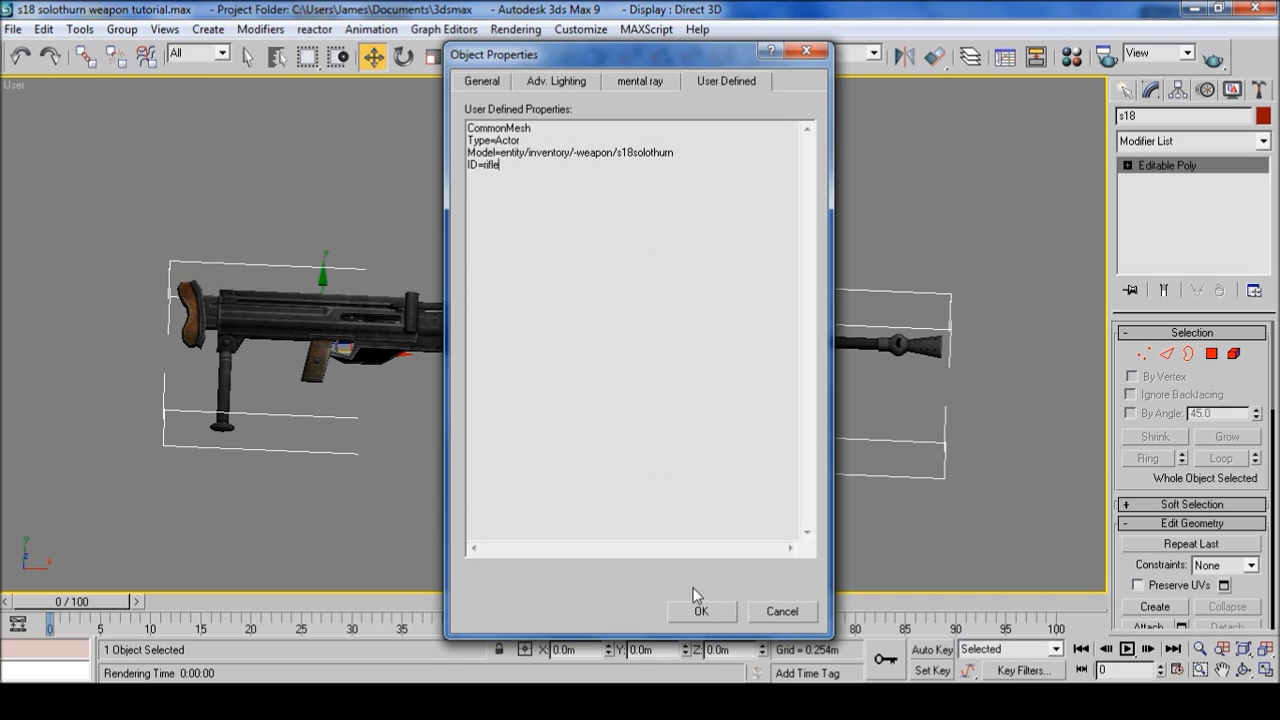 s18 solothurn weapon tutorial.max - Project Folder: C:\Users\James\Documents\3dsmax - Autodesk 3ds Max 9 - Display : Direct 3D
File Edit Tools Group Views Create Modifiers reactor Animation Graph Editors Rendering Customize MAXScript Help
All
View
User
Object Properties
General Adv. Lighting mental ray User Defined
User Defined Properties:
CommonMesh
Type=Actor
Model=entity/inventory/-weapon/s18solothurn
ID=rifle
OK Cancel
y
y
z
x
s18
Modifier List
Editable Poly
Selection
By Vertex
Ignore Backfacing
By Angle: 45.0
Shrink Grow
Ring Loop
Whole Object Selected
Soft Selection
Edit Geometry
Repeat Last
Constraints: None
Preserve UVs
Create Collapse
Attach Detach
0 / 100
0 5 10 15 20 25 30 35 80 85 90 95 100
1 Object Selected X: 0.0m Y: 0.0m Z: 0.0m Grid = 0.254m Auto Key Selected
Rendering Time 0:00:00 Add Time Tag Set Key Key Filters... 0